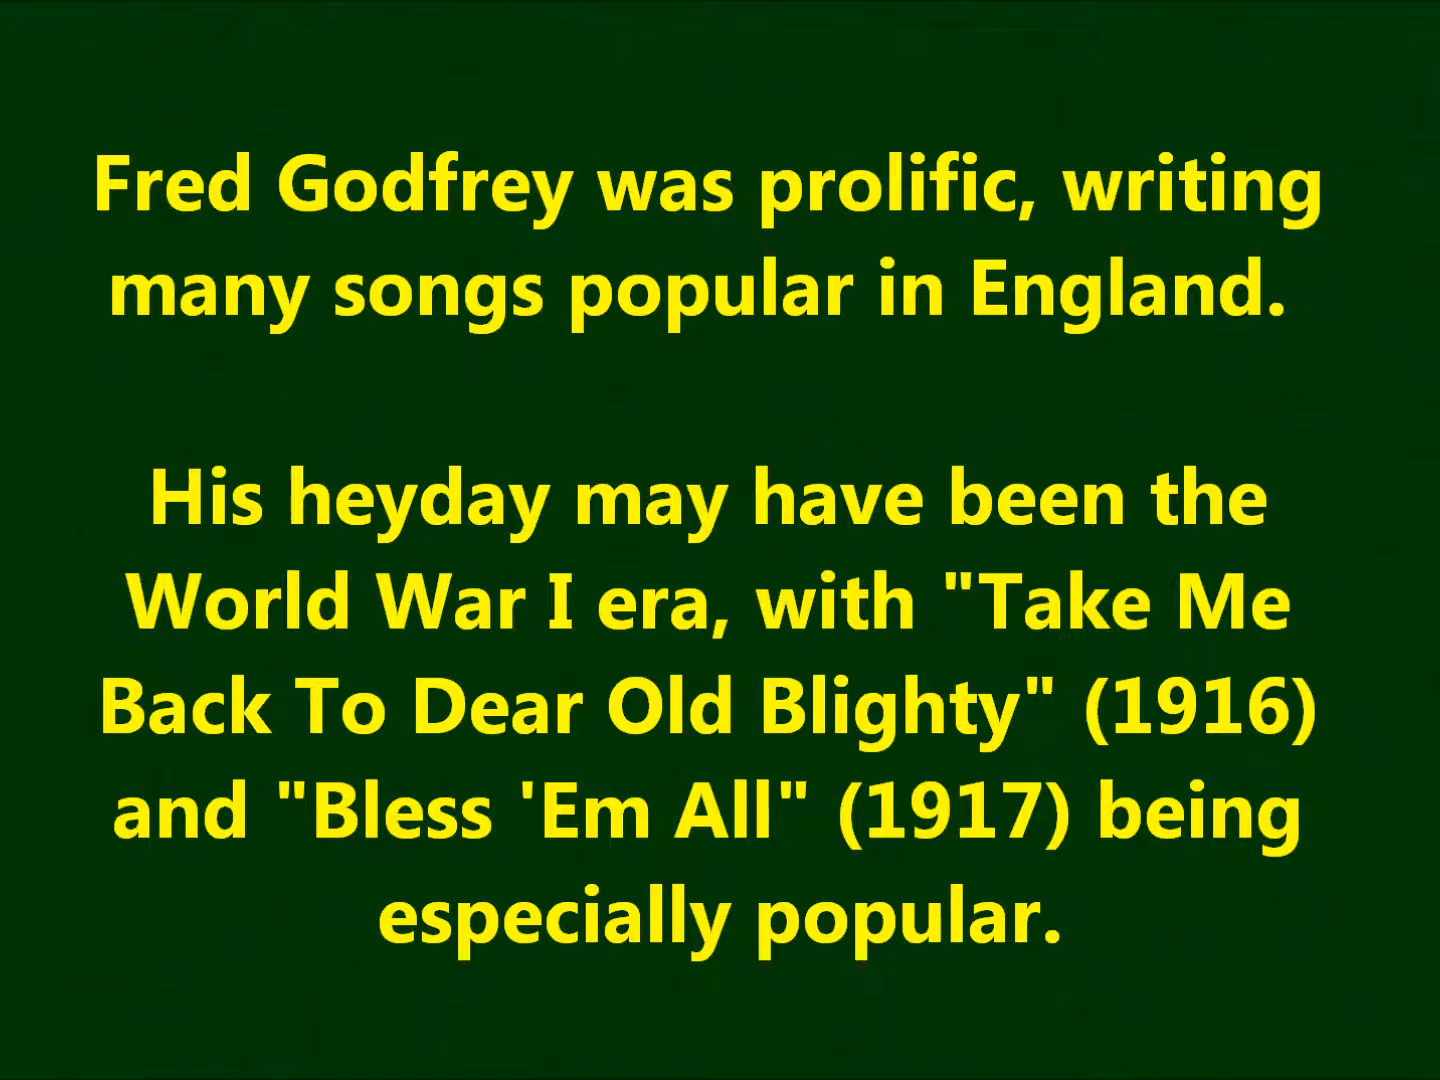 Fred Godfrey was prolific, writing
many songs popular in England.
His heyday may have been the
World War I era, with "Take Me
Back To Dear Old Blighty" (1916)
and "Bless 'Em All" (1917) being
especially popular.